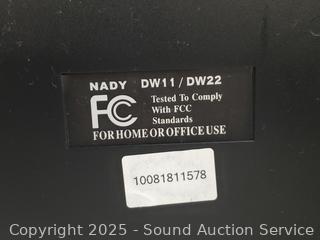 NADY DW11 / DW22
FC Tested To Comply
With FCC
Standards
FOR HOME OR OFFICE USE
10081811578
Copyright © 2025 - Sound Auction Service